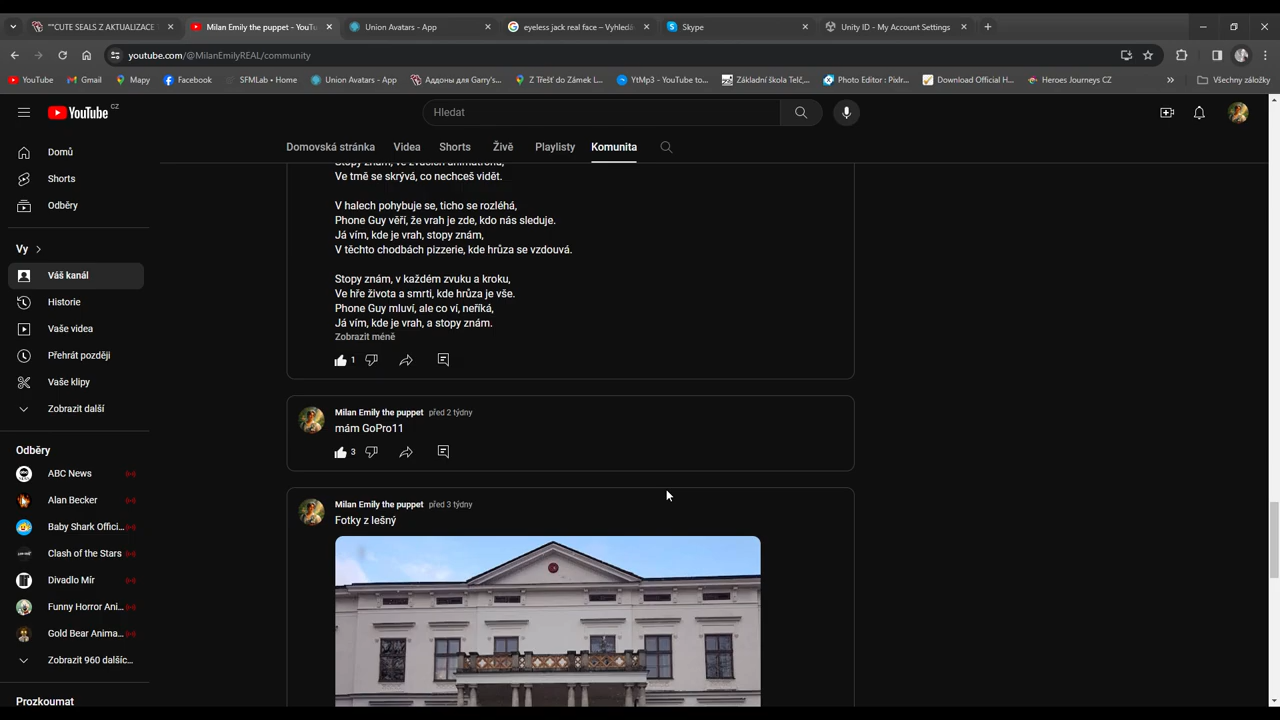 ""CUTE SEALS Z AKTUALIZACE
Milan Emily the puppet - YouTu
Union Avatars - App
eyeless jack real face – Vyhledá
Skype
Unity ID - My Account Settings
youtube.com/@MilanEmilyREAL/community
YouTube
Gmail
Mapy
Facebook
SFMLab • Home
Union Avatars - App
Аддоны для Garry's...
Z Třešť do Zámek L...
YtMp3 - YouTube to...
Základní škola Telč,...
Photo Editor : Pixlr...
Download Official H...
Heroes Journeys CZ
Všechny záložky
YouTube CZ
Hledat
Domovská stránka
Videa
Shorts
Živě
Playlisty
Komunita
Domů
Shorts
Odběry
Vy
Váš kanál
Historie
Vaše videa
Přehrát později
Vaše klipy
Zobrazit další
Odběry
ABC News
Alan Becker
Baby Shark Offici...
Clash of the Stars
Divadlo Mír
Funny Horror Ani...
Gold Bear Anima...
Zobrazit 960 dalšíc...
Prozkoumat
Ve tmě se skrývá, co nechceš vidět.
V halech pohybuje se, ticho se rozléhá,
Phone Guy věří, že vrah je zde, kdo nás sleduje.
Já vím, kde je vrah, stopy znám,
V těchto chodbách pizzerie, kde hrůza se vzdouvá.
Stopy znám, v každém zvuku a kroku,
Ve hře života a smrti, kde hrůza je vše.
Phone Guy mluví, ale co ví, neříká,
Já vím, kde je vrah, a stopy znám.
Zobrazit méně
1
Milan Emily the puppet před 2 týdny
mám GoPro11
3
Milan Emily the puppet před 3 týdny
Fotky z lešný